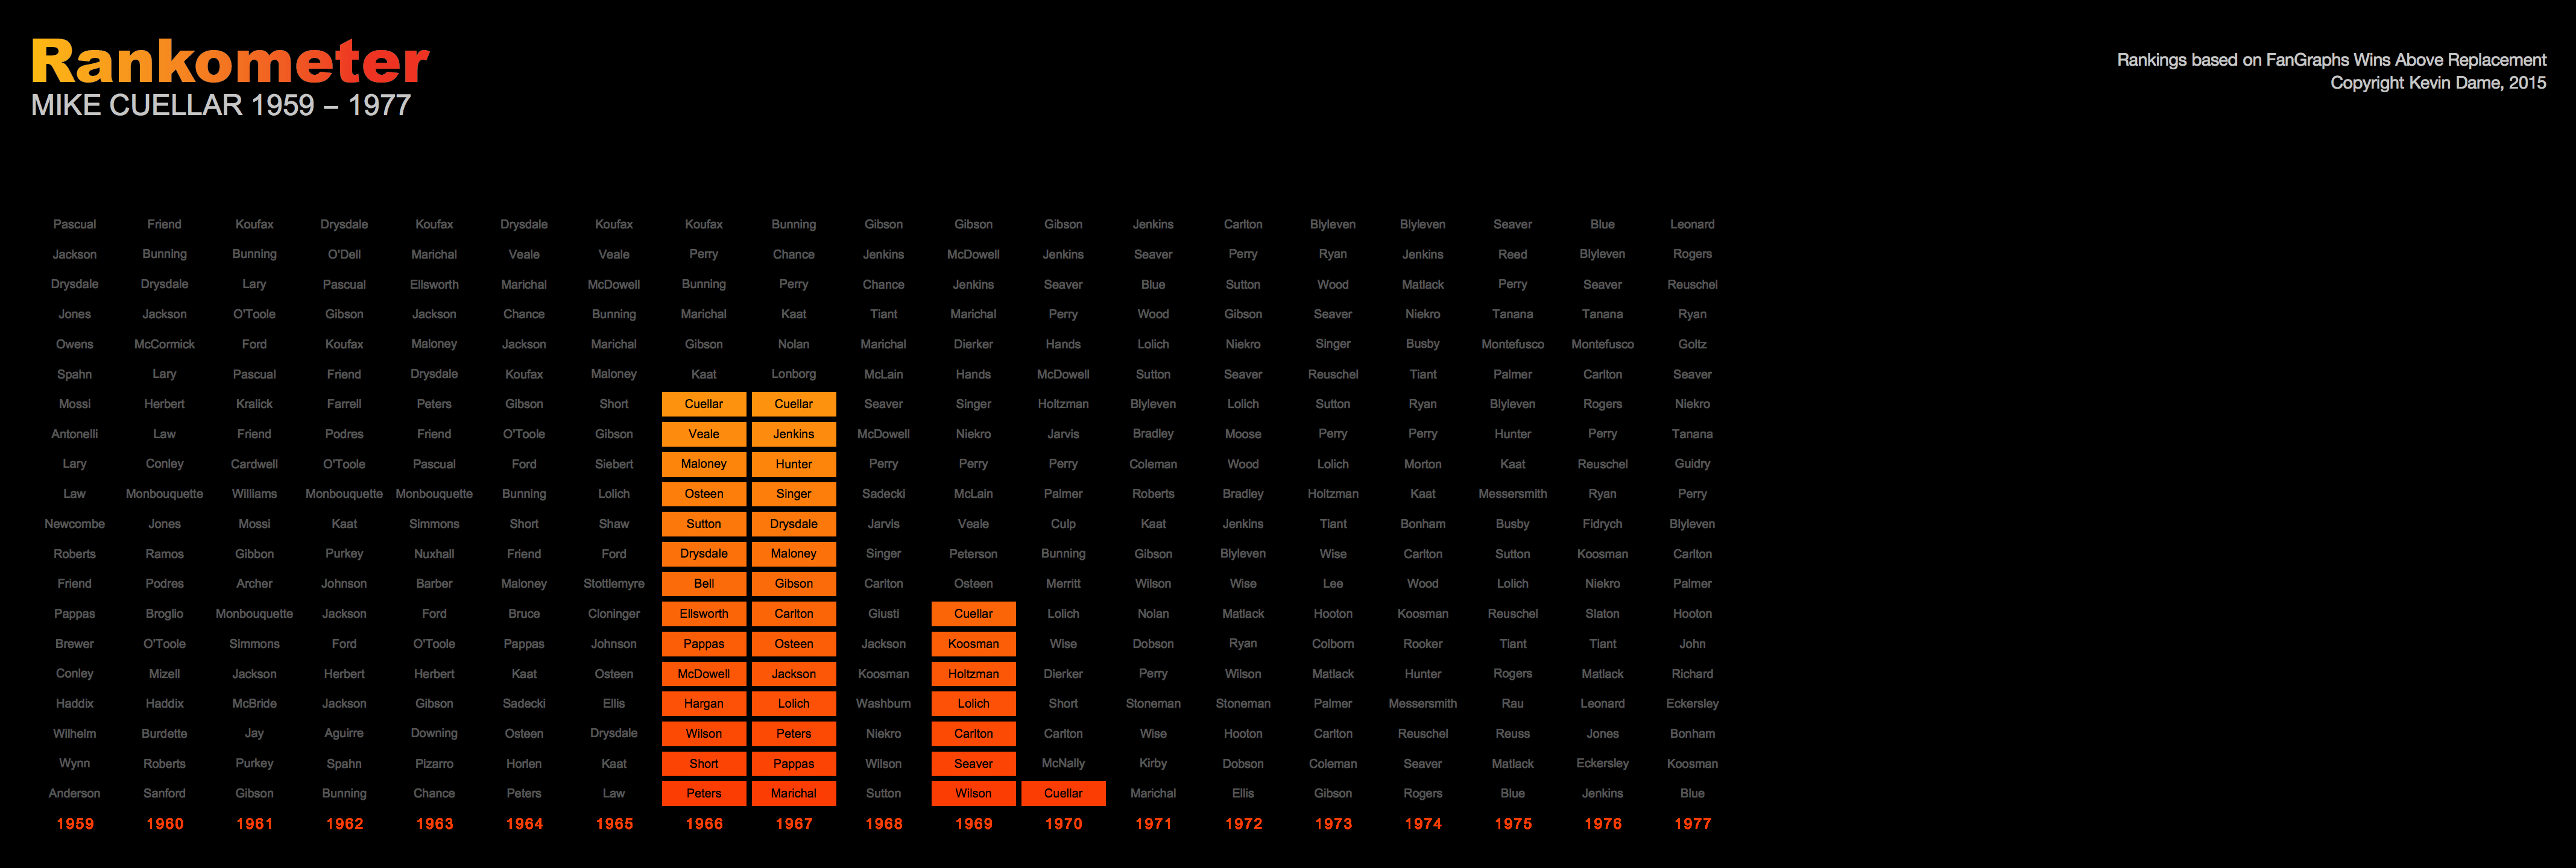 Rankometer
MIKE CUELLAR 1959 – 1977
Rankings based on FanGraphs Wins Above Replacement
Copyright Kevin Dame, 2015
Pascual Friend Koufax Drysdale Koufax Drysdale Koufax Koufax Bunning Gibson Gibson Gibson Jenkins Carlton Blyleven Blyleven Seaver Blue Leonard
Jackson Bunning Bunning O'Dell Marichal Veale Veale Perry Chance Jenkins McDowell Jenkins Seaver Perry Ryan Jenkins Reed Blyleven Rogers
Drysdale Drysdale Lary Pascual Ellsworth Marichal McDowell Bunning Perry Chance Jenkins Seaver Blue Sutton Wood Matlack Perry Seaver Reuschel
Jones Jackson O'Toole Gibson Jackson Chance Bunning Marichal Kaat Tiant Marichal Perry Wood Gibson Seaver Niekro Tanana Tanana Ryan
Owens McCormick Ford Koufax Maloney Jackson Marichal Gibson Nolan Marichal Dierker Hands Lolich Niekro Singer Busby Montefusco Montefusco Goltz
Spahn Lary Pascual Friend Drysdale Koufax Maloney Kaat Lonborg McLain Hands McDowell Sutton Seaver Reuschel Tiant Palmer Carlton Seaver
Mossi Herbert Kralick Farrell Peters Gibson Short Cuellar Cuellar Seaver Singer Holtzman Blyleven Lolich Sutton Ryan Blyleven Rogers Niekro
Antonelli Law Friend Podres Friend O'Toole Gibson Veale Jenkins McDowell Niekro Jarvis Bradley Moose Perry Perry Hunter Perry Tanana
Lary Conley Cardwell O'Toole Pascual Ford Siebert Maloney Hunter Perry Perry Perry Coleman Wood Lolich Morton Kaat Reuschel Guidry
Law Monbouquette Williams Monbouquette Monbouquette Bunning Lolich Osteen Singer Sadecki McLain Palmer Roberts Bradley Holtzman Kaat Messersmith Ryan Perry
Newcombe Jones Mossi Kaat Simmons Short Shaw Sutton Drysdale Jarvis Veale Culp Kaat Jenkins Tiant Bonham Busby Fidrych Blyleven
Roberts Ramos Gibbon Purkey Nuxhall Friend Ford Drysdale Maloney Singer Peterson Bunning Gibson Blyleven Wise Carlton Sutton Koosman Carlton
Friend Podres Archer Johnson Barber Maloney Stottlemyre Bell Gibson Carlton Osteen Merritt Wilson Wise Lee Wood Lolich Niekro Palmer
Pappas Broglio Monbouquette Jackson Ford Bruce Cloninger Ellsworth Carlton Giusti Cuellar Lolich Nolan Matlack Hooton Koosman Reuschel Slaton Hooton
Brewer O'Toole Simmons Ford O'Toole Pappas Johnson Pappas Osteen Jackson Koosman Wise Dobson Ryan Colborn Rooker Tiant Tiant John
Conley Mizell Jackson Herbert Herbert Kaat Osteen McDowell Jackson Koosman Holtzman Dierker Perry Wilson Matlack Hunter Rogers Matlack Richard
Haddix Haddix McBride Jackson Gibson Sadecki Ellis Hargan Lolich Washburn Lolich Short Stoneman Stoneman Palmer Messersmith Rau Leonard Eckersley
Wilhelm Burdette Jay Aguirre Downing Osteen Drysdale Wilson Peters Niekro Carlton Carlton Wise Hooton Carlton Reuschel Reuss Jones Bonham
Wynn Roberts Purkey Spahn Pizarro Horlen Kaat Short Pappas Wilson Seaver McNally Kirby Dobson Coleman Seaver Matlack Eckersley Koosman
Anderson Sanford Gibson Bunning Chance Peters Law Peters Marichal Sutton Wilson Cuellar Marichal Ellis Gibson Rogers Blue Jenkins Blue
1959 1960 1961 1962 1963 1964 1965 1966 1967 1968 1969 1970 1971 1972 1973 1974 1975 1976 1977